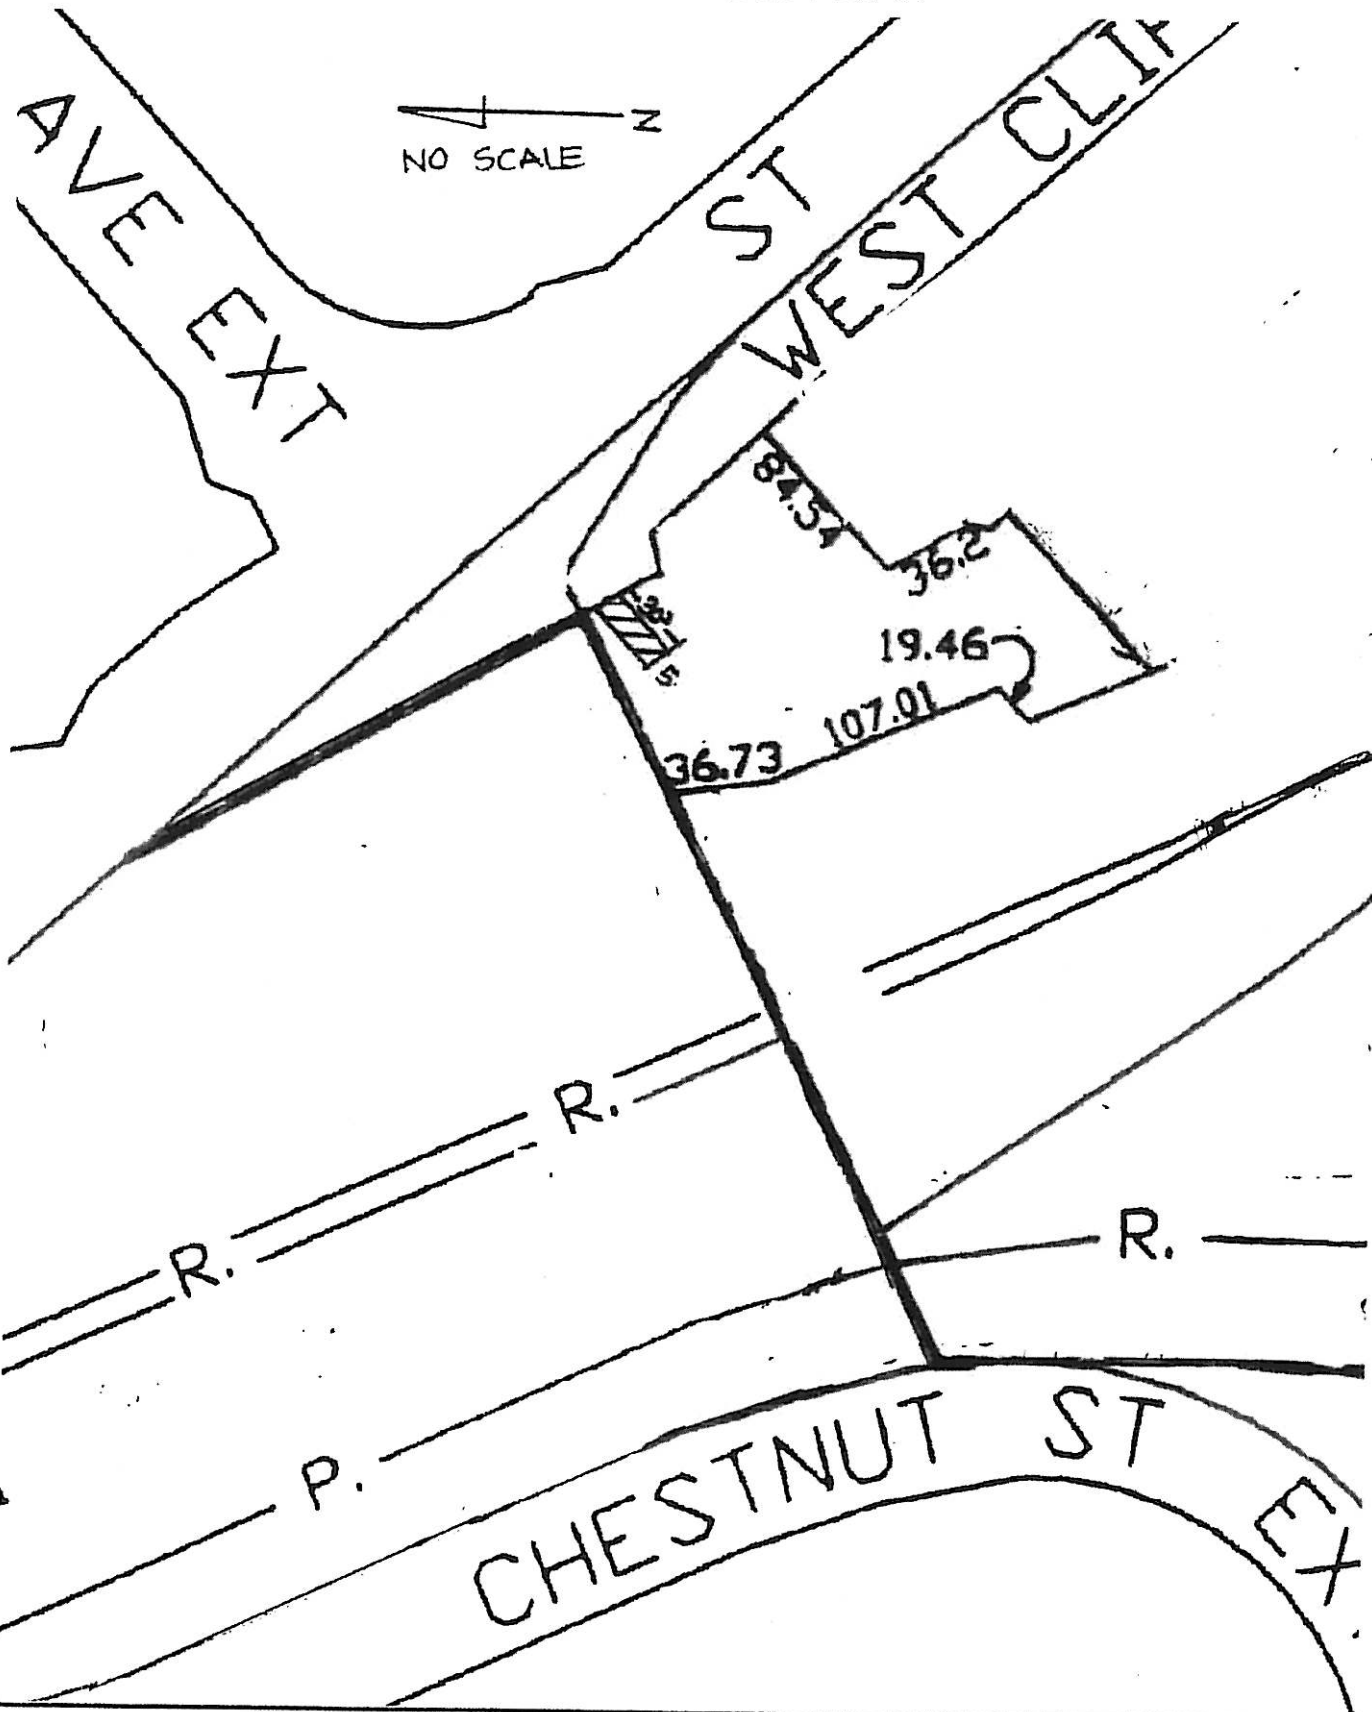 AVE EXT
N
NO SCALE
ST
WEST CLIF
84.54
36.2
19.46
107.01
36.73
5
R.
R.
R.
P.
CHESTNUT ST EX